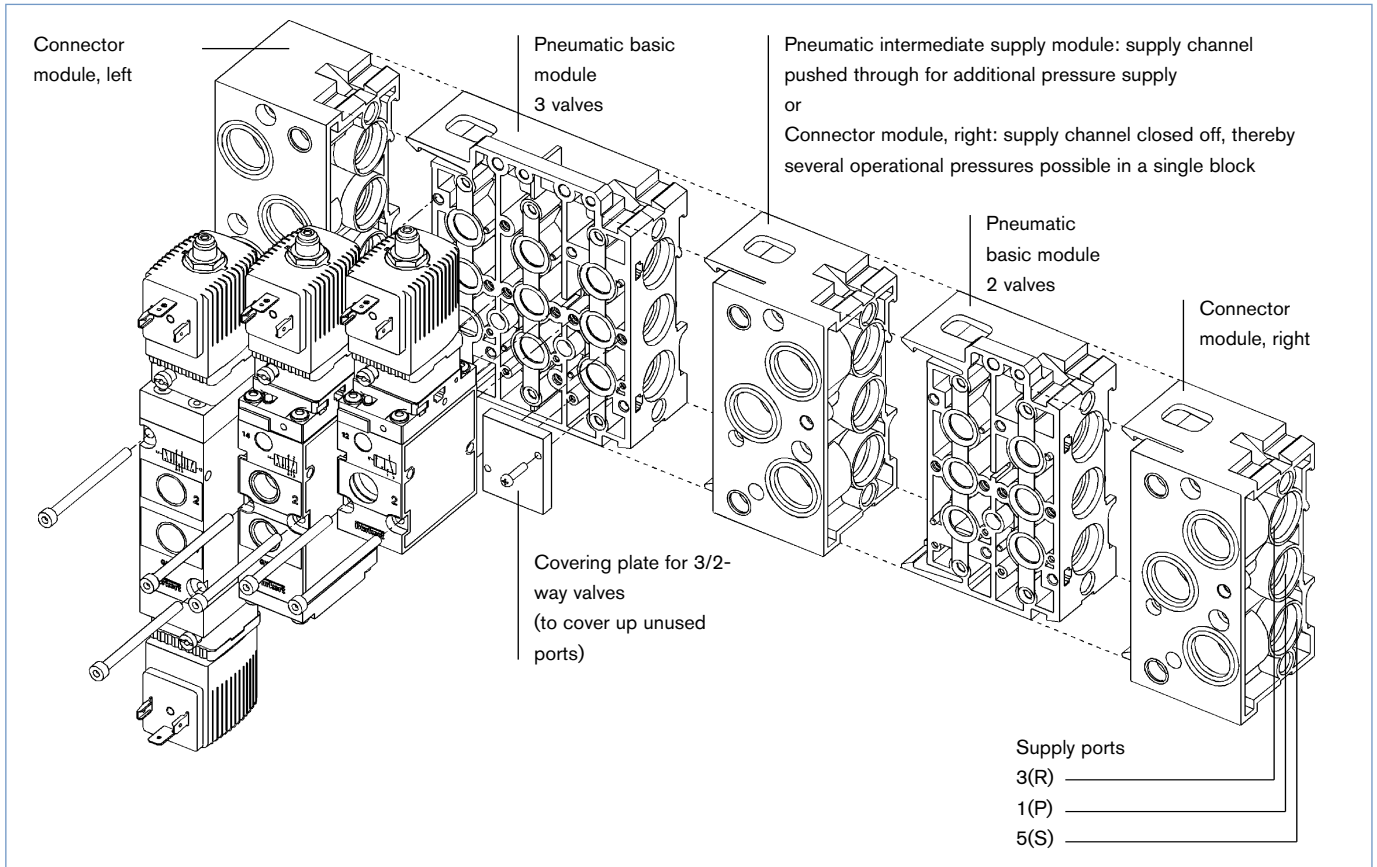 Connector
module, left
Pneumatic basic
module
3 valves
Pneumatic intermediate supply module: supply channel
pushed through for additional pressure supply
or
Connector module, right: supply channel closed off, thereby
several operational pressures possible in a single block
Pneumatic
basic module
2 valves
Connector
module, right
14
12
2
2
2
Covering plate for 3/2-
way valves
(to cover up unused
ports)
Supply ports
3(R)
1(P)
5(S)